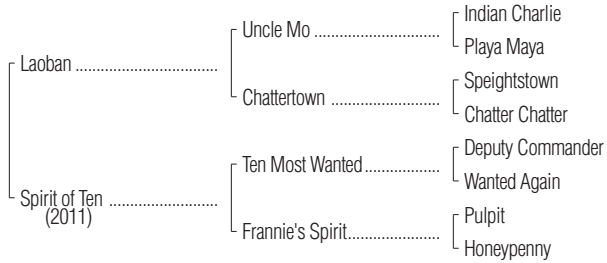 Indian Charlie
Uncle Mo
Playa Maya
Laoban
Speightstown
Chattertown
Chatter Chatter
Deputy Commander
Ten Most Wanted
Wanted Again
Spirit of Ten
(2011)
Pulpit
Frannie's Spirit
Honeypenny